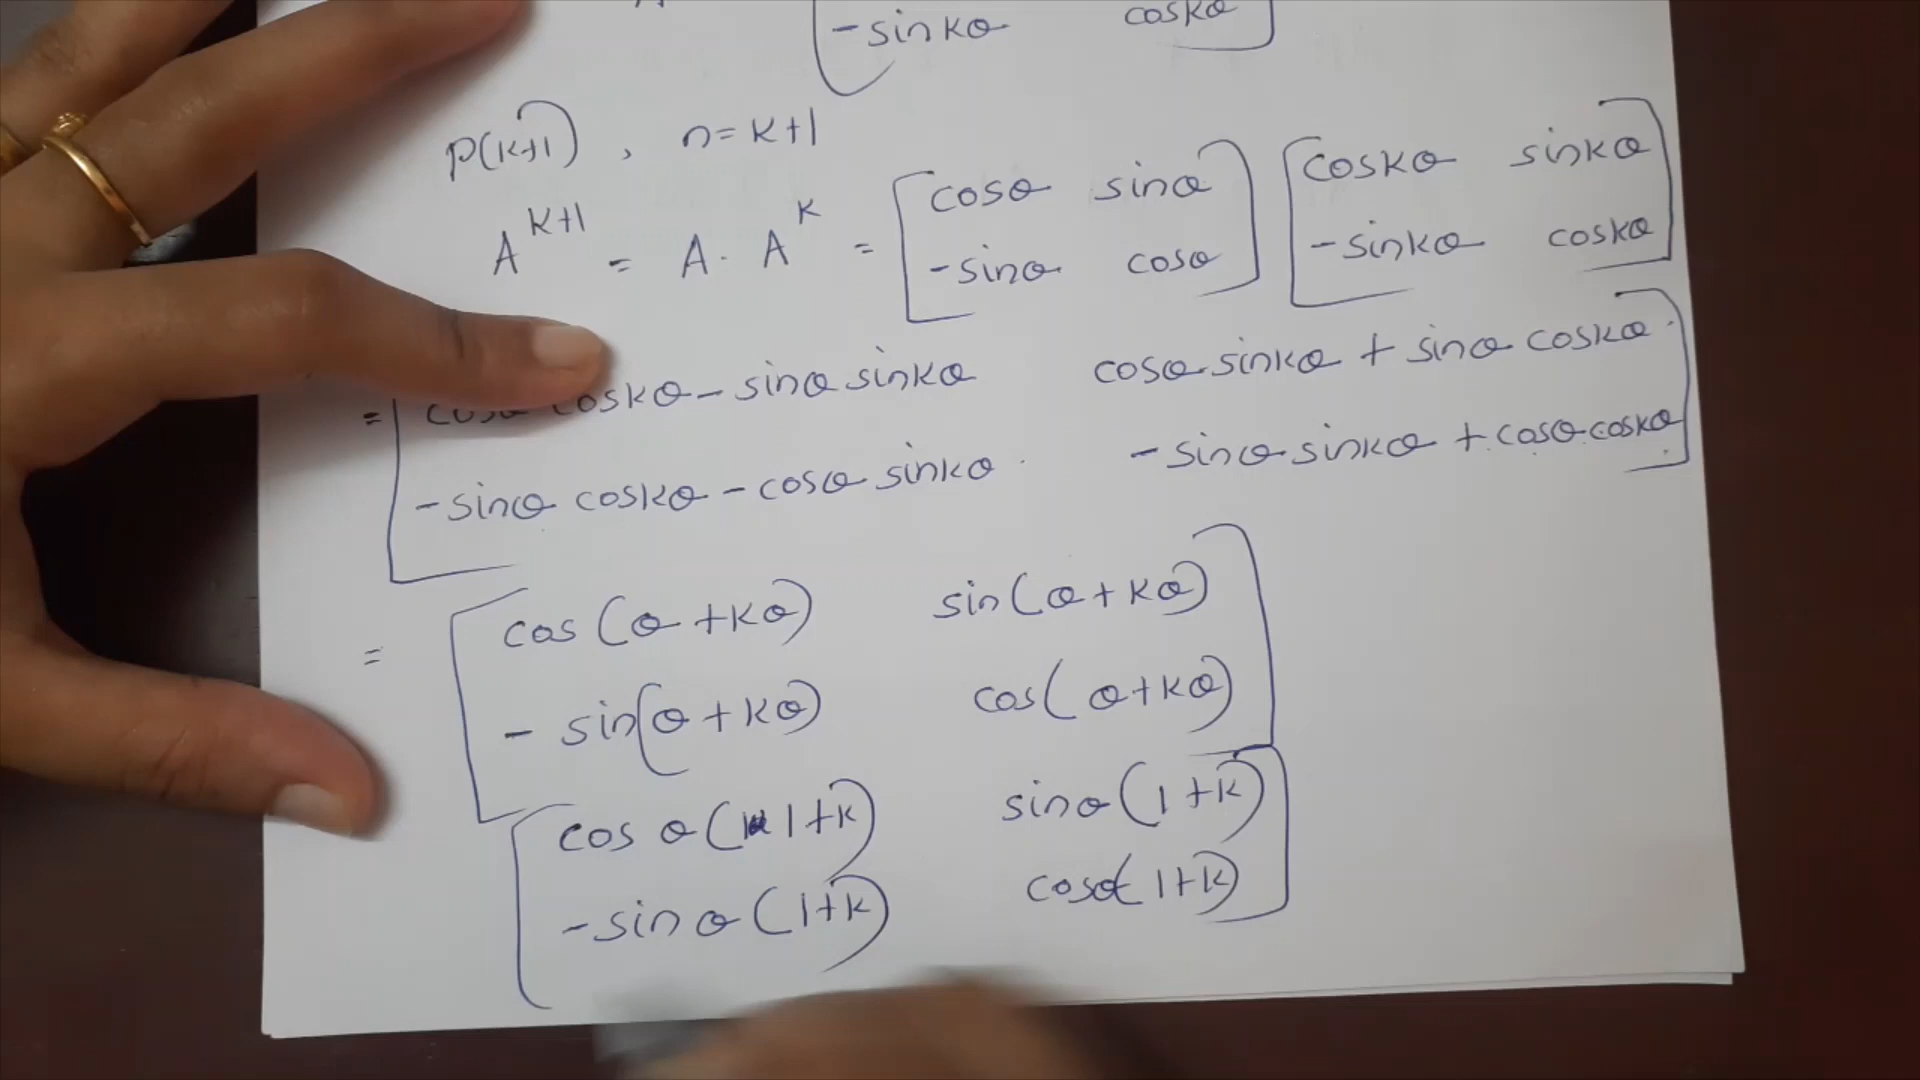 -sinkθ coskθ
P(k+1), n=k+1
A^k+1 = A. A^k = [cosθ sinθ] [coskθ sinkθ]
[-sinθ cosθ] [-sinkθ coskθ]
= [cosθ coskθ - sinθ sinkθ cosθ sinkθ + sinθ coskθ]
[-sinθ coskθ - cosθ sinkθ -sinθ sinkθ + cosθ coskθ]
= [cos(θ+kθ) sin(θ+kθ)]
[- sin(θ+kθ) cos(θ+kθ)]
[cos θ(1+k) sinθ(1+k)]
[-sin θ(1+k) cosθ(1+k)]